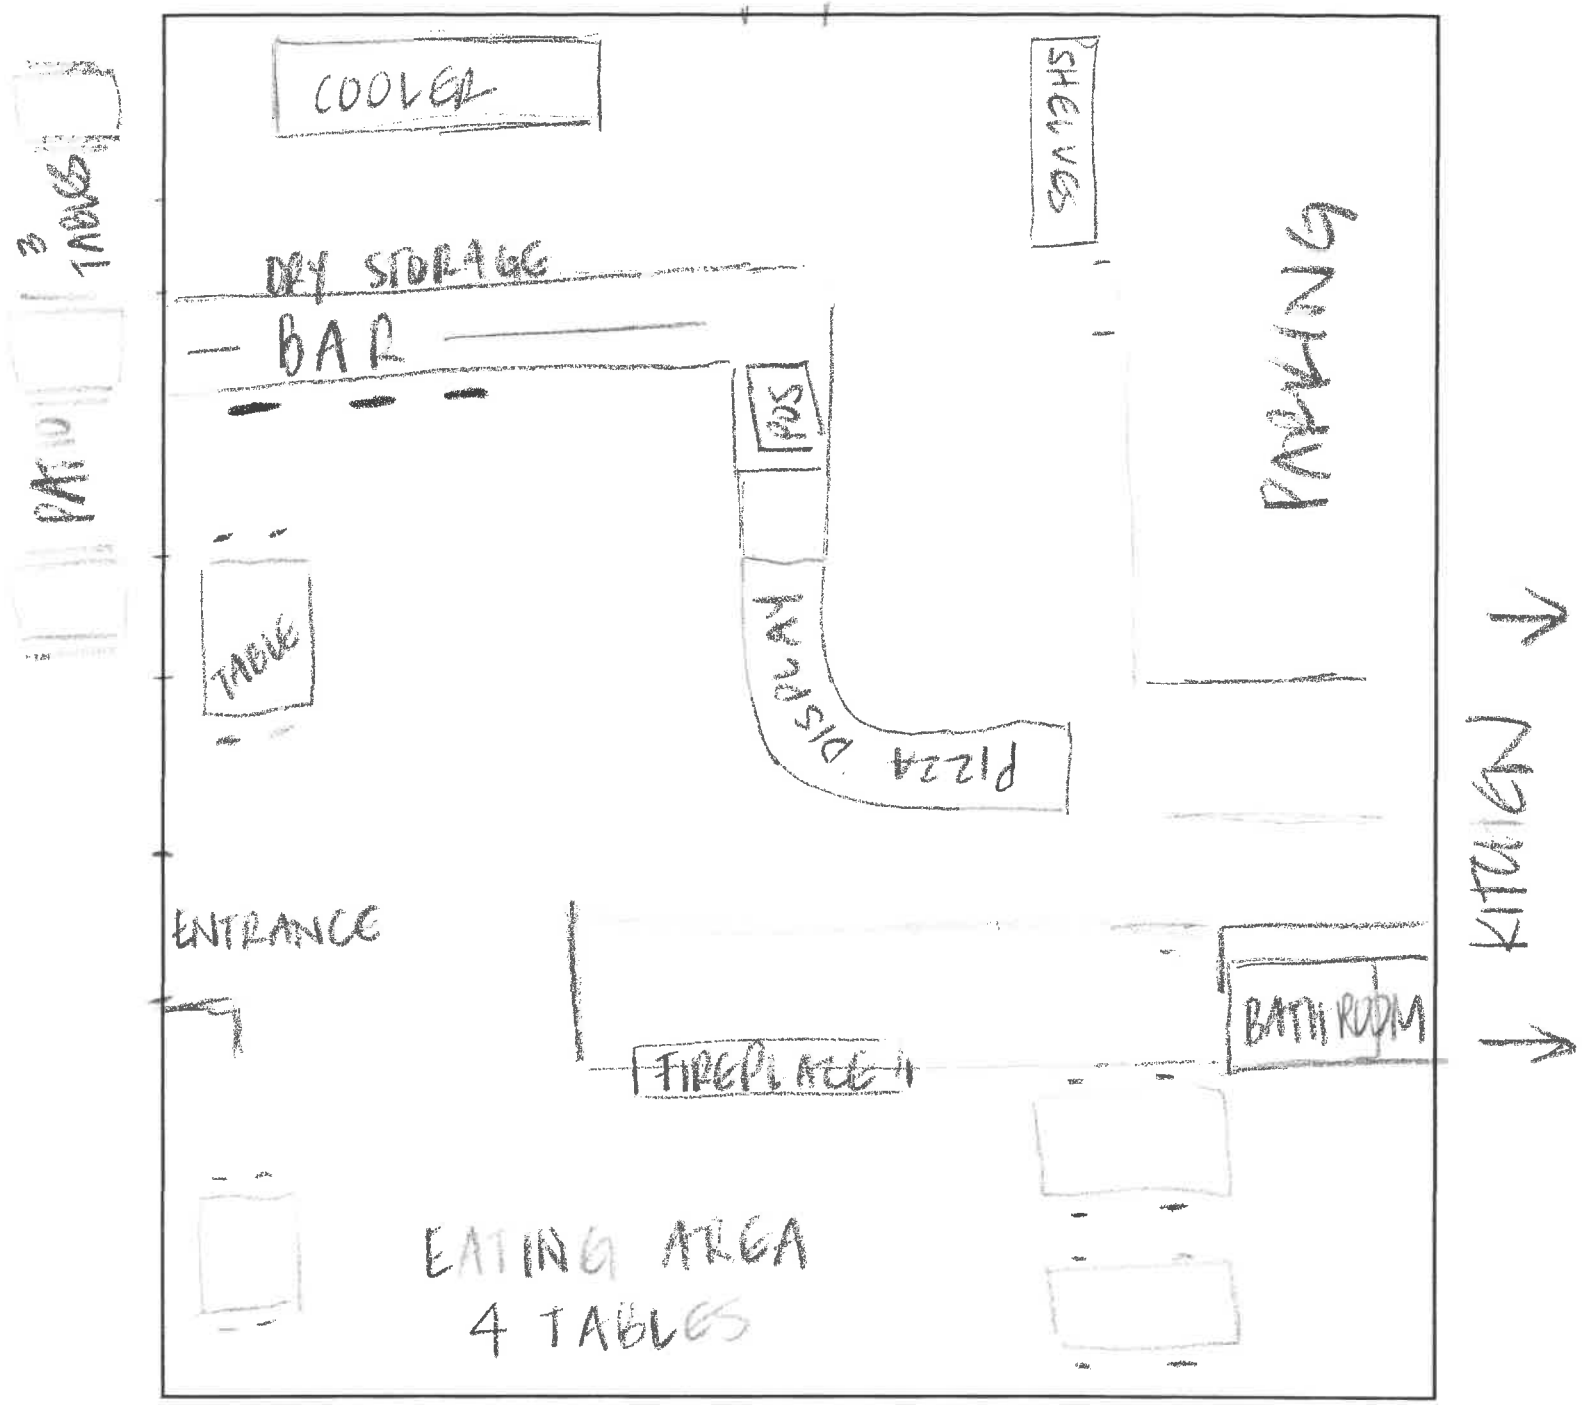 COOLER
SHELVES
3
TABLES
DRY STORAGE
BAR
PARKING
POS
PATIO
TABLE
DISPLAY
PIZZA
KITCHEN
ENTRANCE
BATHROOM
FIREPLACE
EATING AREA
4 TABLES